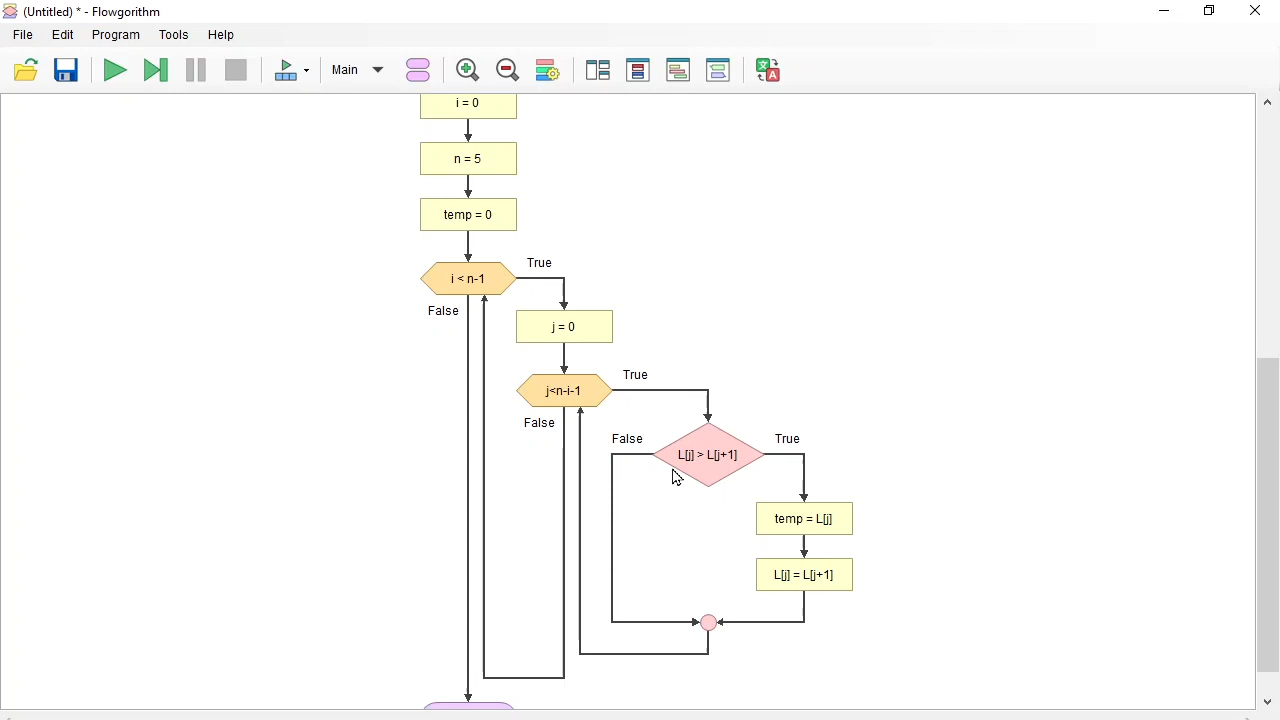 (Untitled) * - Flowgorithm
File Edit Program Tools Help
Main
i = 0
n = 5
temp = 0
i < n-1
True
False
j = 0
j<n-i-1
True
False
L[j] > L[j+1]
False
True
temp = L[j]
L[j] = L[j+1]